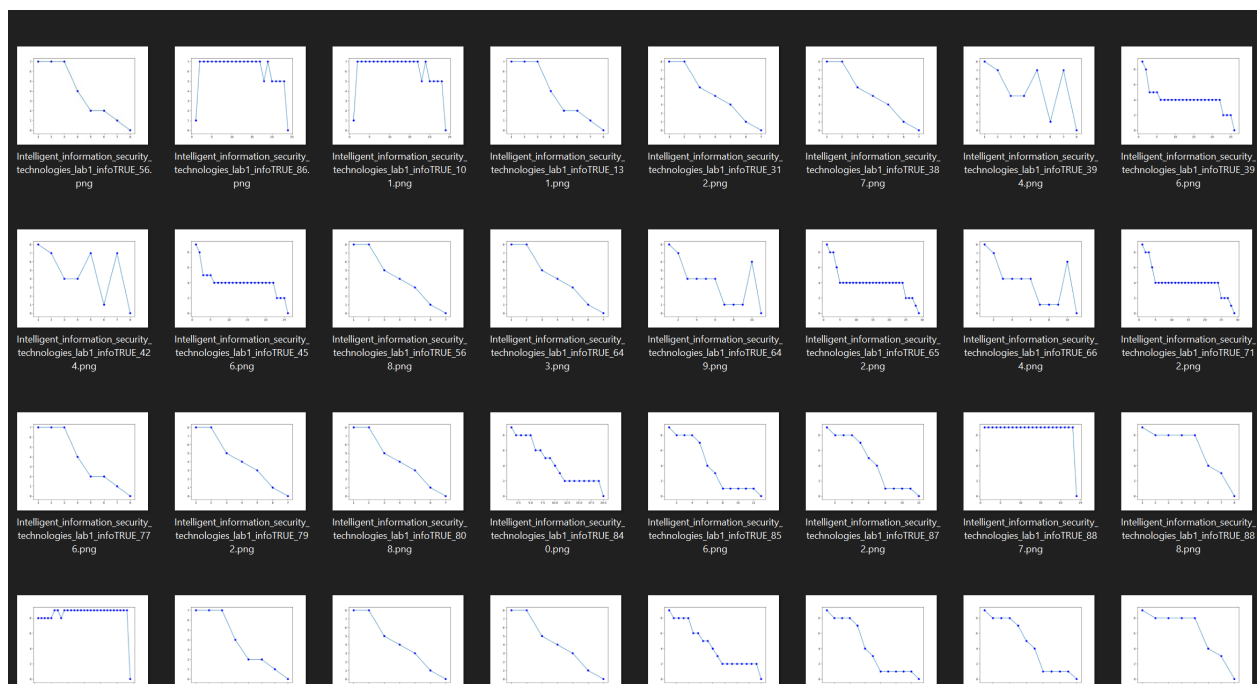 Intelligent_information_security_
technologies_lab1_infoTRUE_56.
png
Intelligent_information_security_
technologies_lab1_infoTRUE_86.
png
Intelligent_information_security_
technologies_lab1_infoTRUE_10
1.png
Intelligent_information_security_
technologies_lab1_infoTRUE_13
1.png
Intelligent_information_security_
technologies_lab1_infoTRUE_31
2.png
Intelligent_information_security_
technologies_lab1_infoTRUE_38
7.png
Intelligent_information_security_
technologies_lab1_infoTRUE_39
4.png
Intelligent_information_security_
technologies_lab1_infoTRUE_39
6.png
Intelligent_information_security_
technologies_lab1_infoTRUE_42
4.png
Intelligent_information_security_
technologies_lab1_infoTRUE_45
6.png
Intelligent_information_security_
technologies_lab1_infoTRUE_56
8.png
Intelligent_information_security_
technologies_lab1_infoTRUE_64
3.png
Intelligent_information_security_
technologies_lab1_infoTRUE_64
9.png
Intelligent_information_security_
technologies_lab1_infoTRUE_65
2.png
Intelligent_information_security_
technologies_lab1_infoTRUE_66
4.png
Intelligent_information_security_
technologies_lab1_infoTRUE_71
2.png
Intelligent_information_security_
technologies_lab1_infoTRUE_77
6.png
Intelligent_information_security_
technologies_lab1_infoTRUE_79
2.png
Intelligent_information_security_
technologies_lab1_infoTRUE_80
8.png
Intelligent_information_security_
technologies_lab1_infoTRUE_84
0.png
Intelligent_information_security_
technologies_lab1_infoTRUE_85
6.png
Intelligent_information_security_
technologies_lab1_infoTRUE_87
2.png
Intelligent_information_security_
technologies_lab1_infoTRUE_88
7.png
Intelligent_information_security_
technologies_lab1_infoTRUE_88
8.png